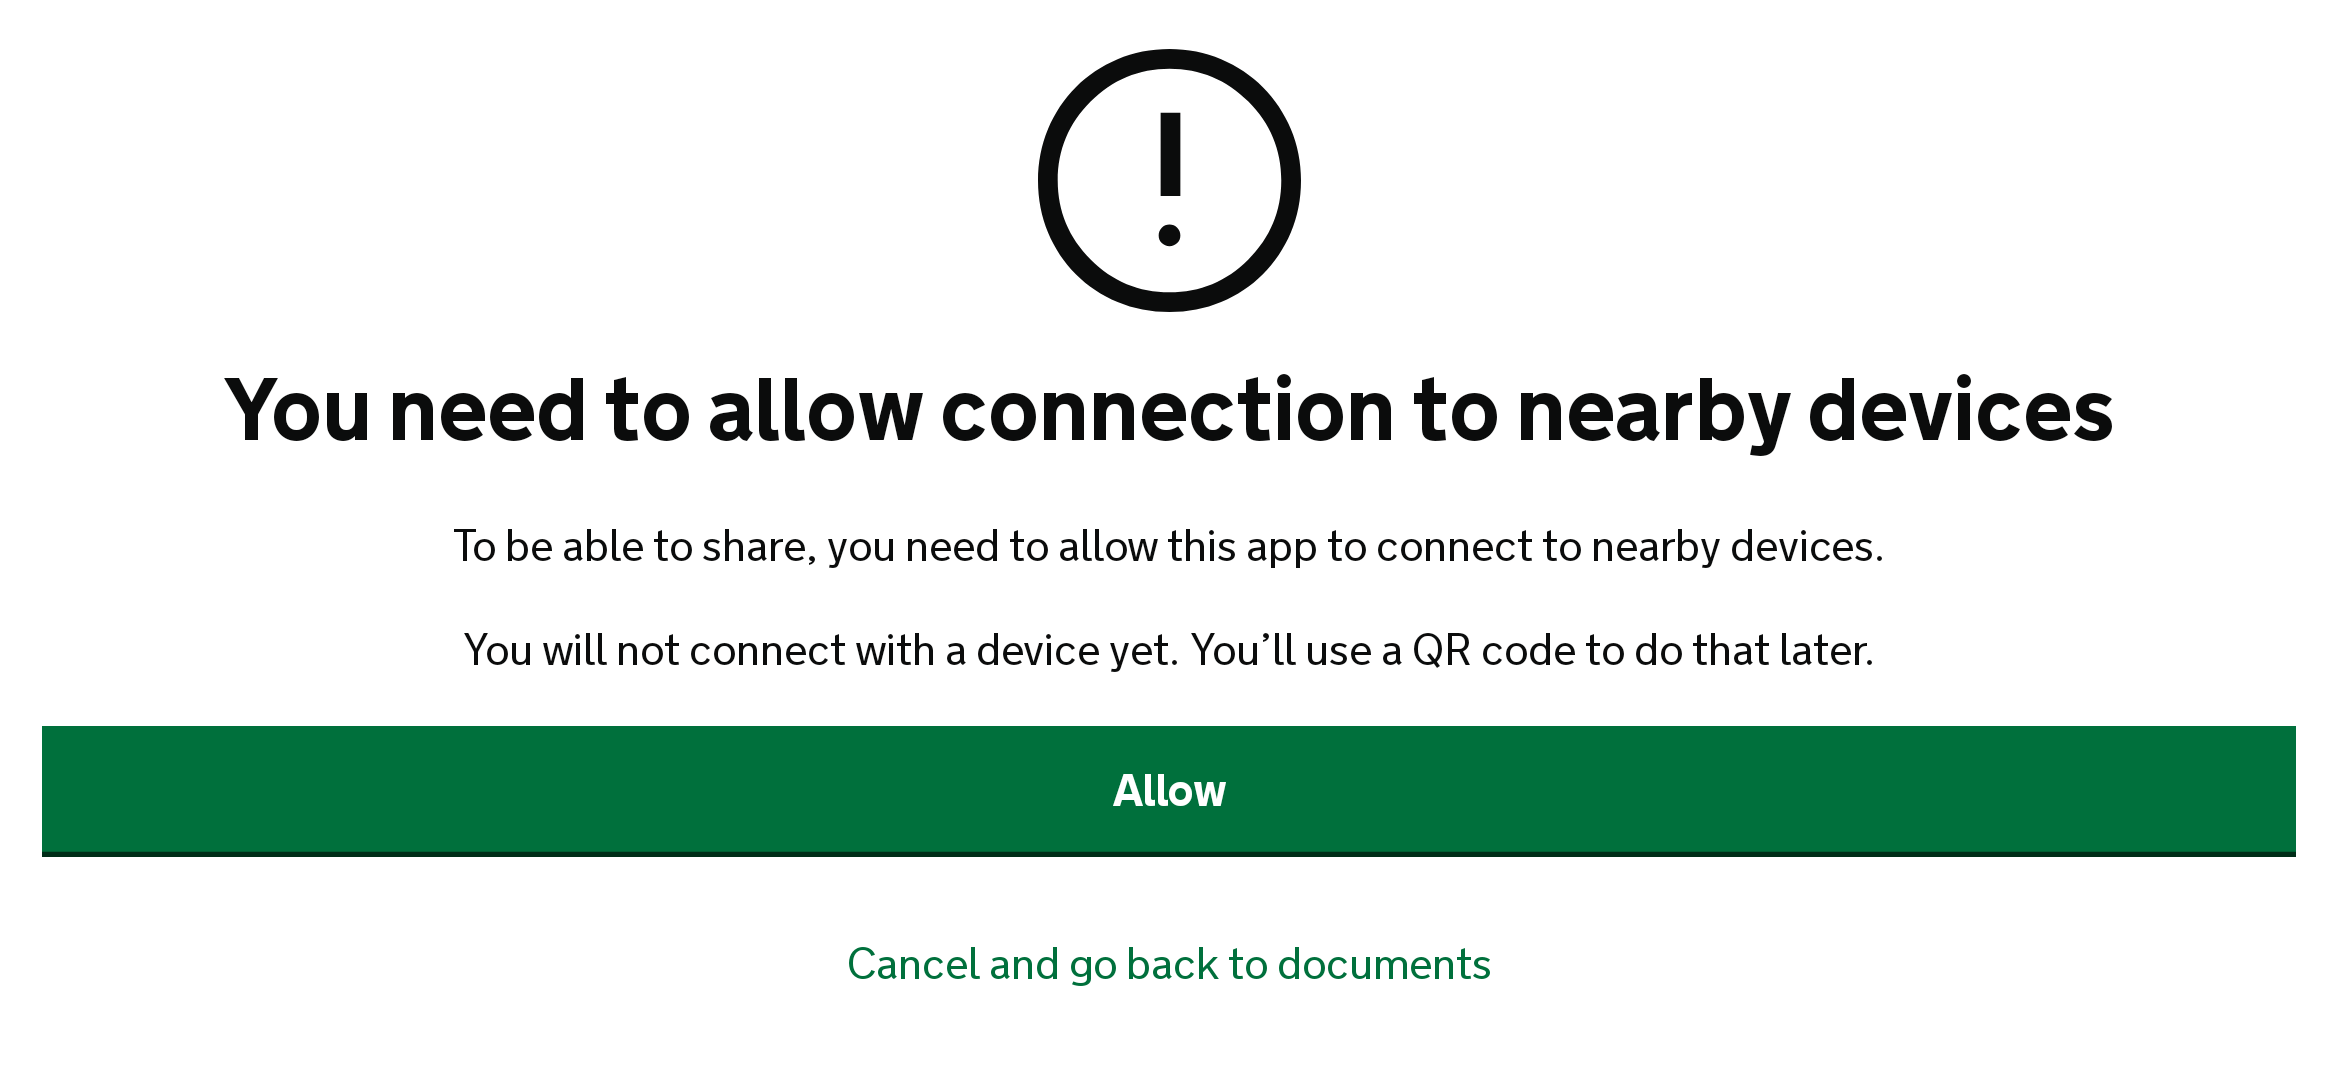 You need to allow connection to nearby devices
To be able to share, you need to allow this app to connect to nearby devices.
You will not connect with a device yet. You’ll use a QR code to do that later.
Allow
Cancel and go back to documents